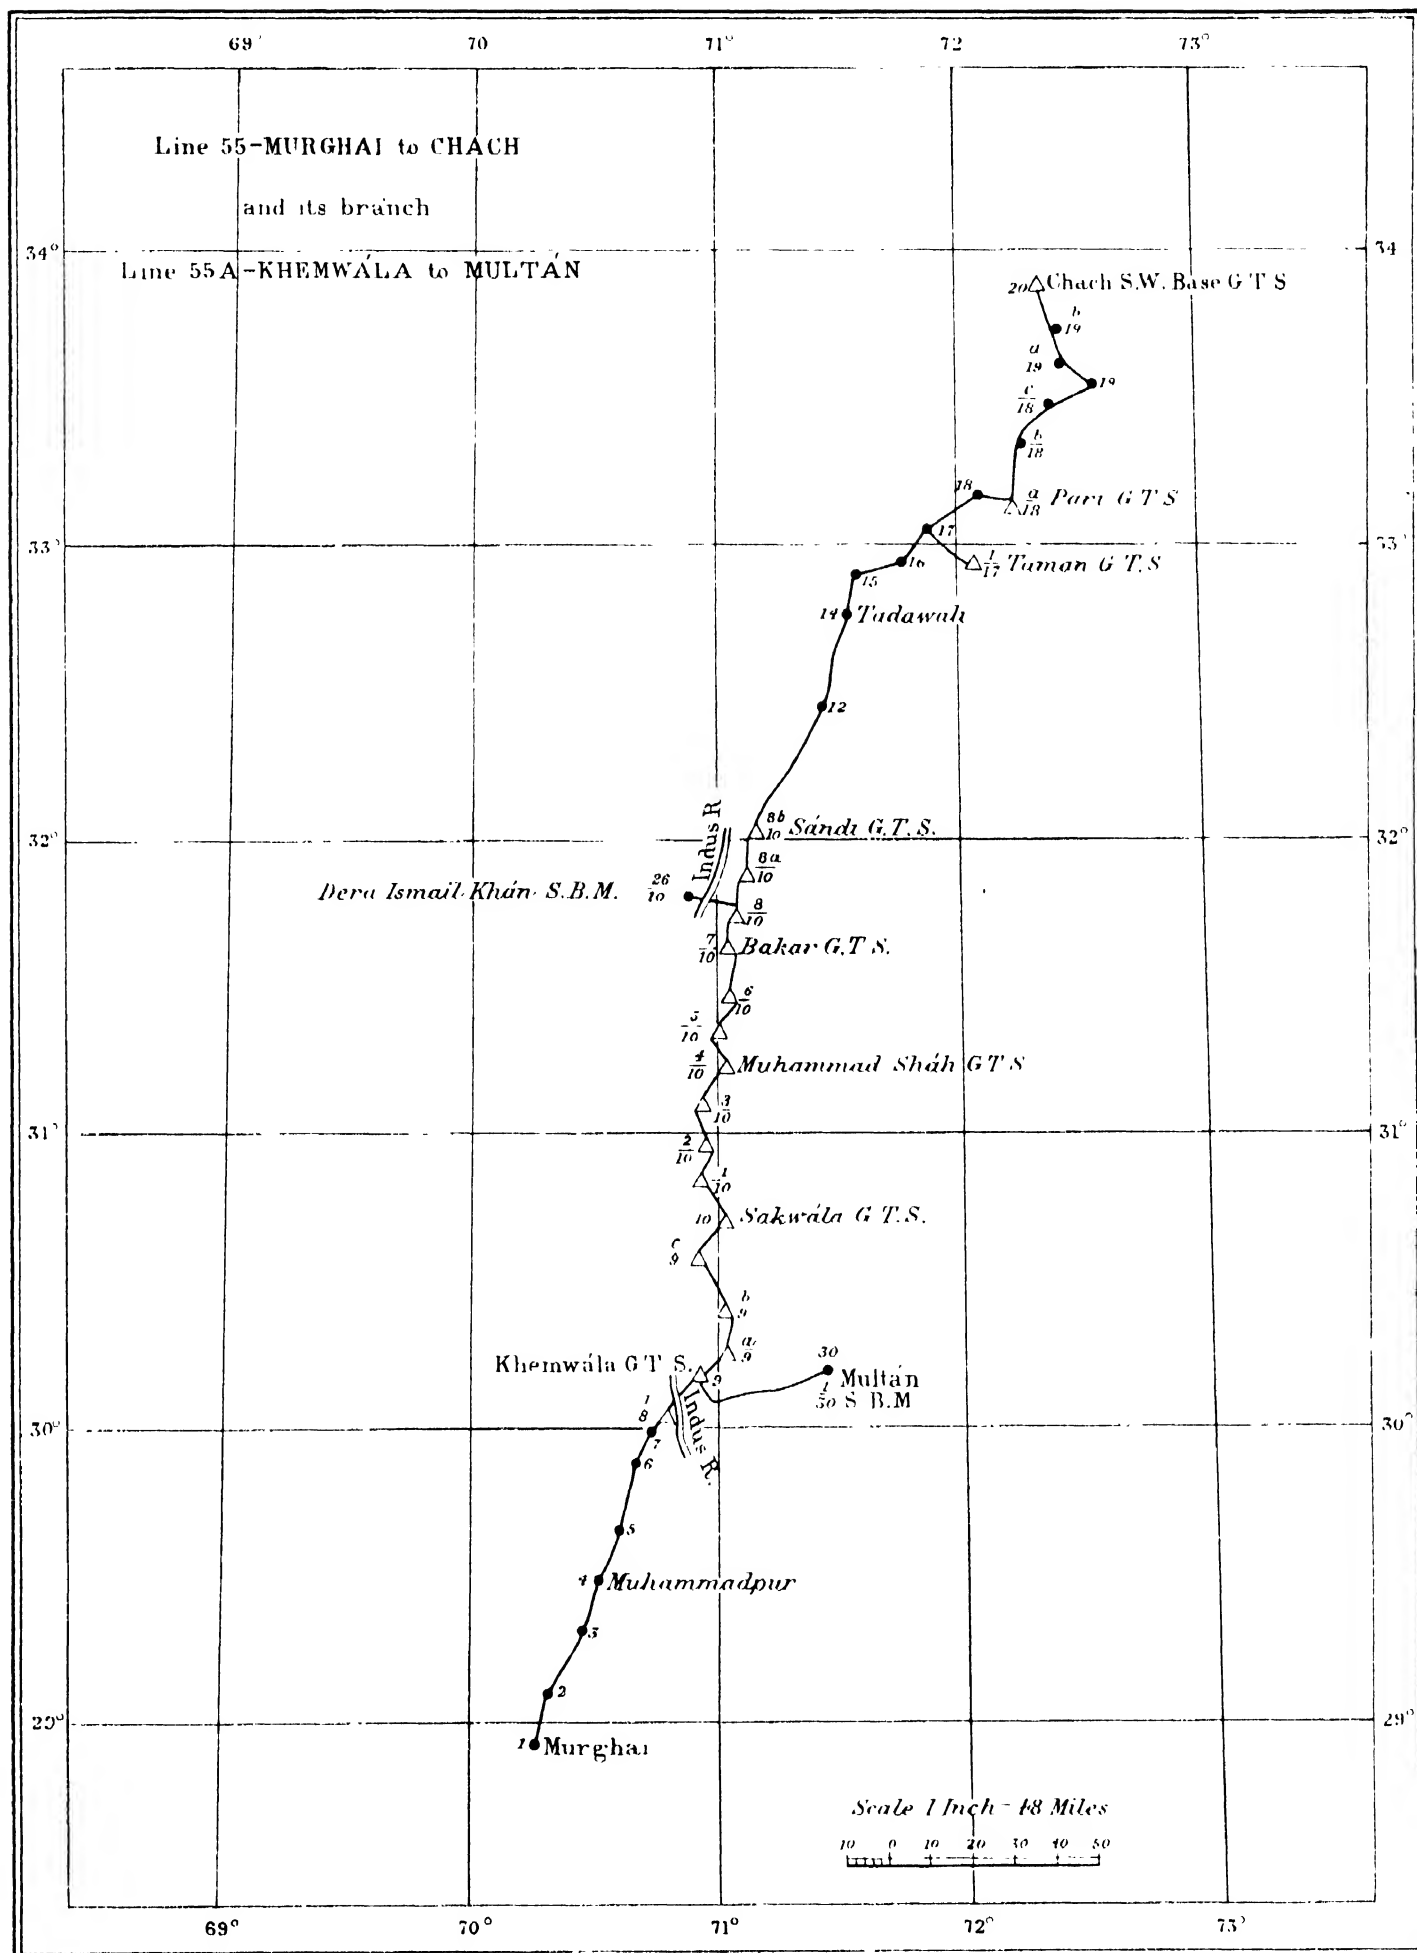 69° 70 71° 72 73°
Line 55-MURGHAI to CHACH
and its branch
Line 55A-KHEMWÁLA to MULTÁN
34° 34
20 Chach S.W. Base G T S
b
19
a
19
19
c
18
b
18
18
a
18 Pari G T S
33° 33°
17
1
17 Taman G T.S
16
15
14 Tadawali
12
8b
10 Sándi G.T.S.
32° 32°
Indus R
8a
10
Dera Ismail Khán S.B.M. 26
10
8
10
7
10 Bakar G.T S.
6
10
5
10
4
10 Muhammad Sháh G T S
3
10
31° 31°
2
10
1
10
10 Sakwála G T.S.
c
9
b
9
a
9
Khemwála G T S.
9
30
Multán
1
30 S B.M
1
8
Indus R.
30° 30°
7
6
5
4 Muhammadpur
3
2
29° 29°
1 Murghai
Scale 1 Inch - 48 Miles
10 0 10 20 30 40 50
69° 70° 71° 72° 73°